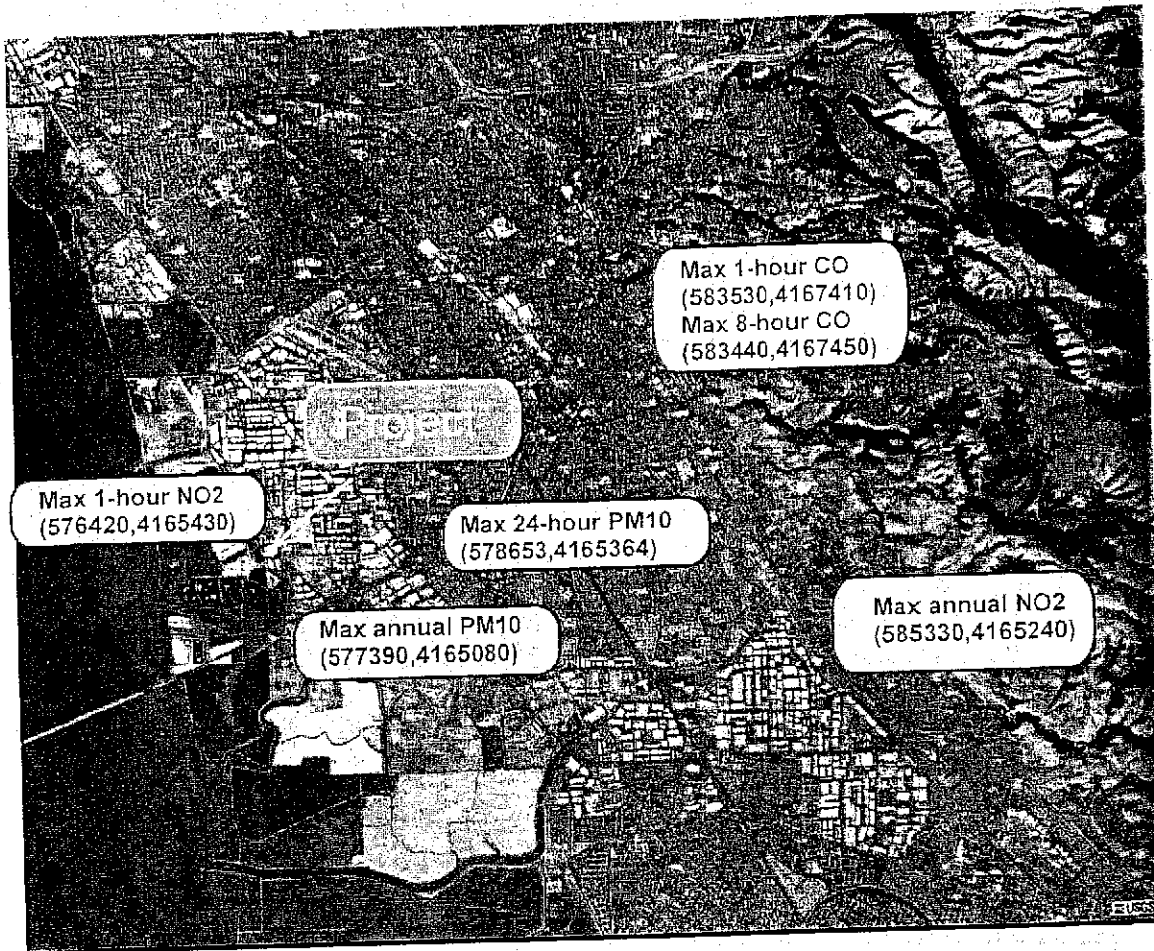 Max 1-hour CO
(583530,4167410)
Max 8-hour CO
(583440,4167450)
Project
Max 1-hour NO2
(576420,4165430)
Max 24-hour PM10
(578653,4165364)
Max annual PM10
(577390,4165080)
Max annual NO2
(585330,4165240)
USGS